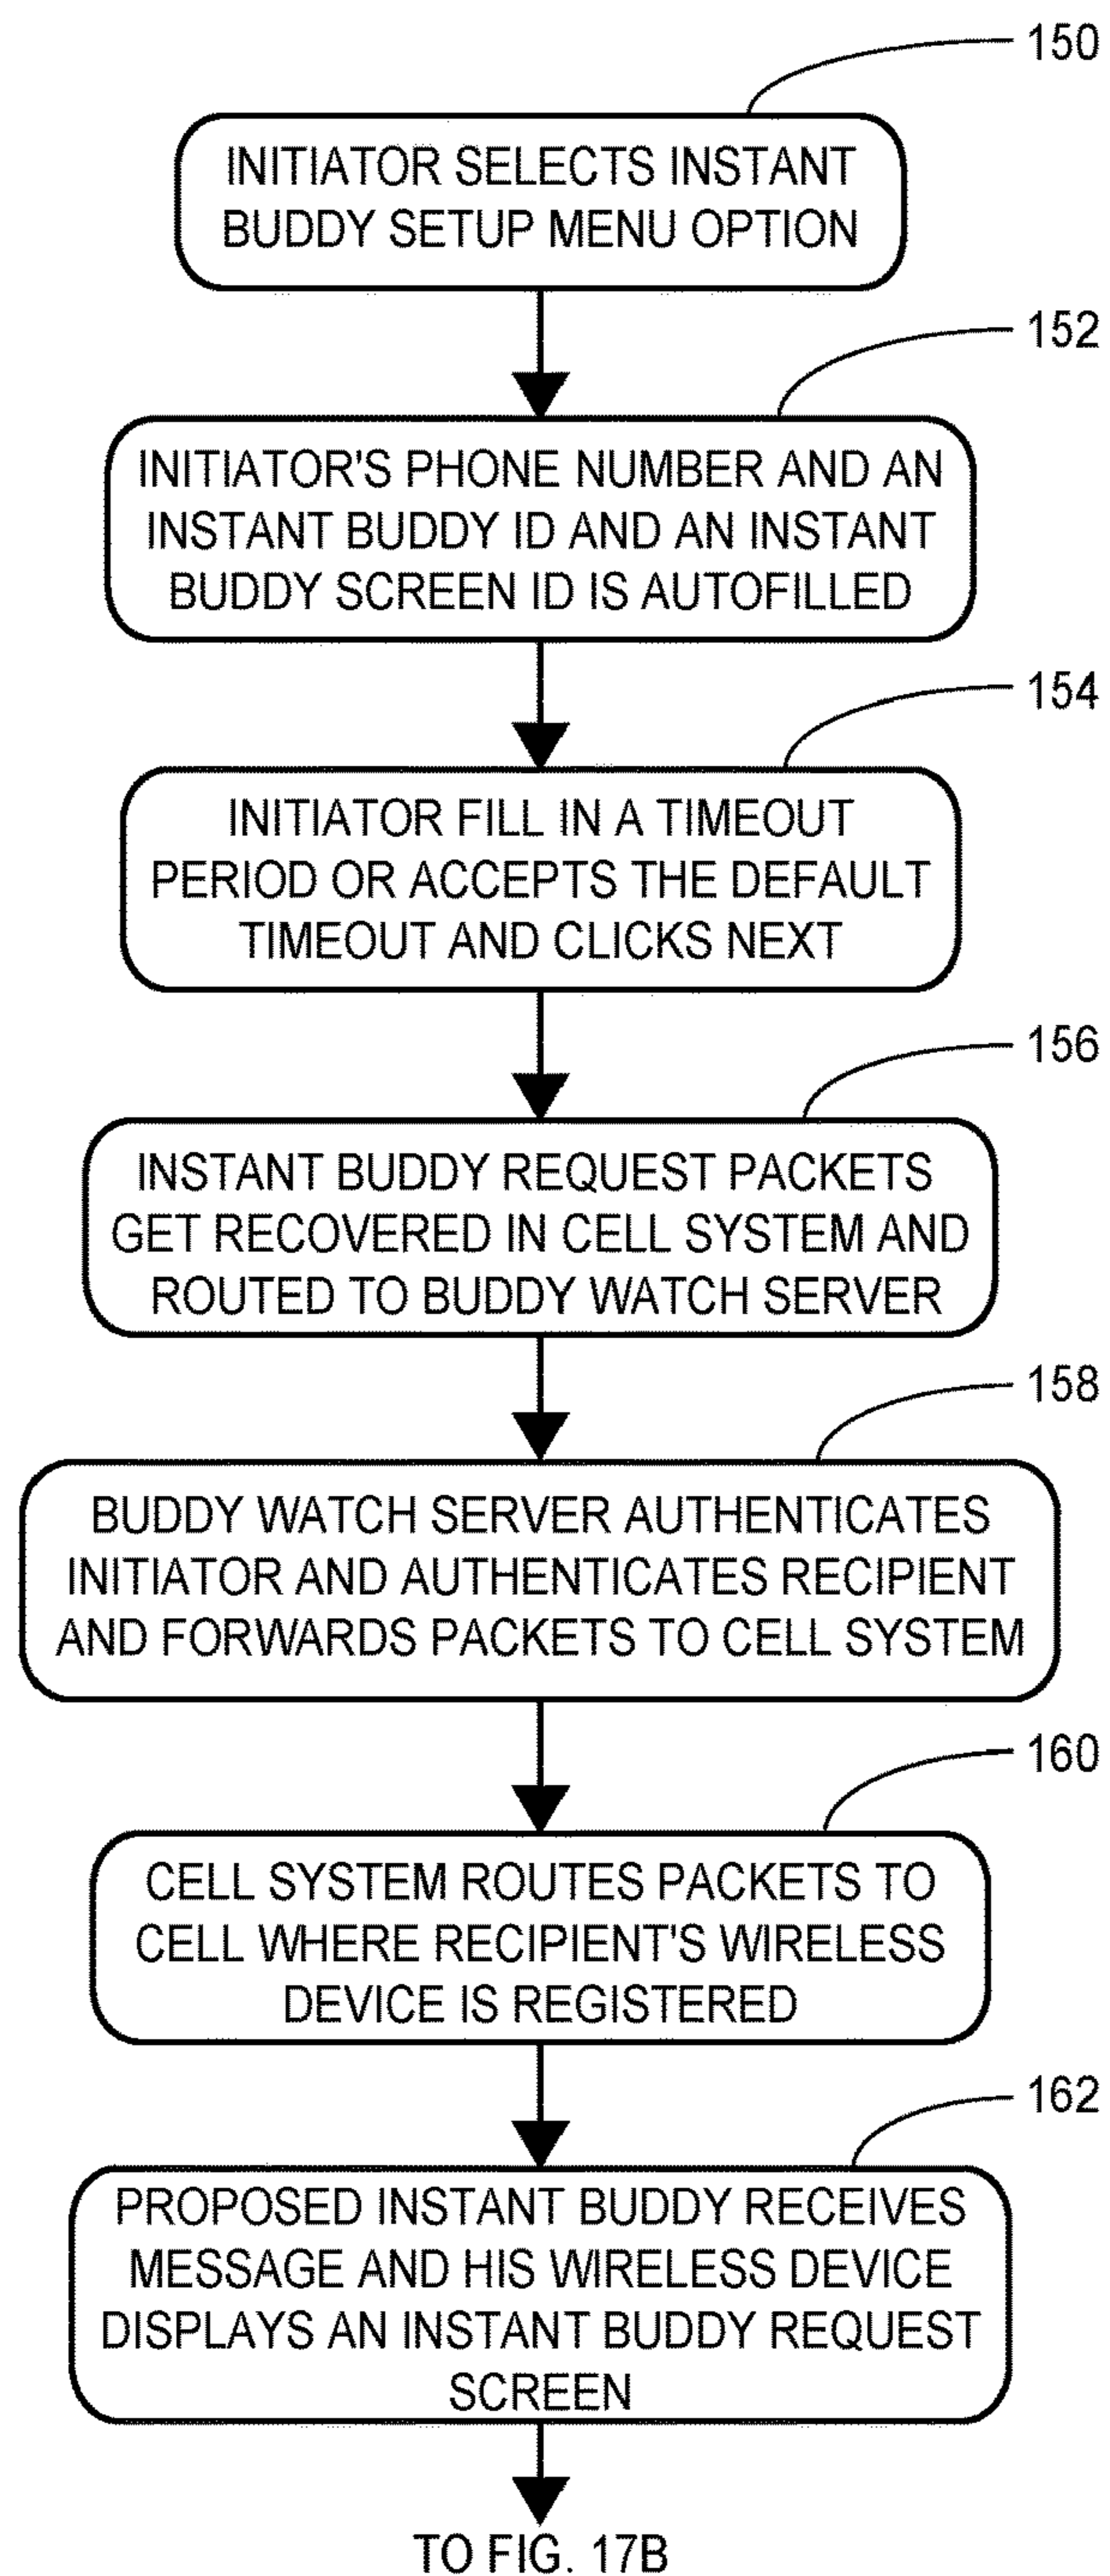 150
INITIATOR SELECTS INSTANT
BUDDY SETUP MENU OPTION
152
INITIATOR'S PHONE NUMBER AND AN
INSTANT BUDDY ID AND AN INSTANT
BUDDY SCREEN ID IS AUTOFILLED
154
INITIATOR FILL IN A TIMEOUT
PERIOD OR ACCEPTS THE DEFAULT
TIMEOUT AND CLICKS NEXT
156
INSTANT BUDDY REQUEST PACKETS
GET RECOVERED IN CELL SYSTEM AND
ROUTED TO BUDDY WATCH SERVER
158
BUDDY WATCH SERVER AUTHENTICATES
INITIATOR AND AUTHENTICATES RECIPIENT
AND FORWARDS PACKETS TO CELL SYSTEM
160
CELL SYSTEM ROUTES PACKETS TO
CELL WHERE RECIPIENT'S WIRELESS
DEVICE IS REGISTERED
162
PROPOSED INSTANT BUDDY RECEIVES
MESSAGE AND HIS WIRELESS DEVICE
DISPLAYS AN INSTANT BUDDY REQUEST
SCREEN
TO FIG. 17B